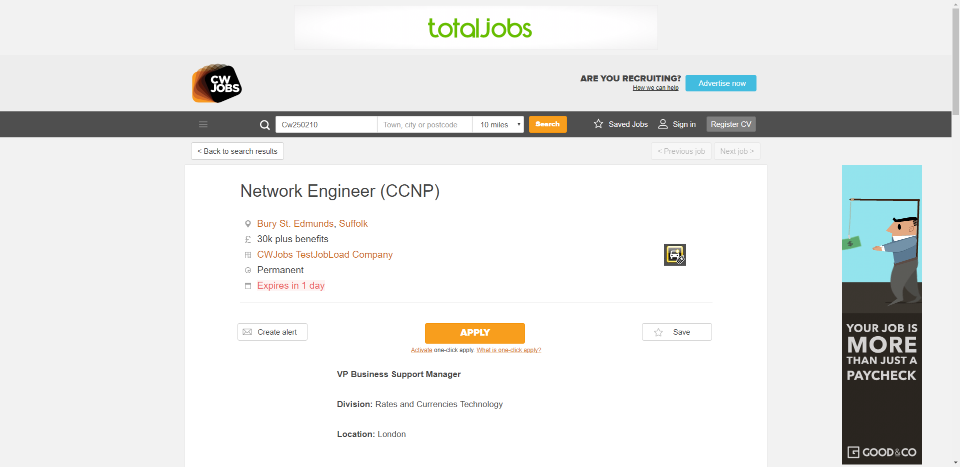 totaljobs
CW
JOBS
ARE YOU RECRUITING?
How we can help
Advertise now
Cw250210
Town, city or postcode
10 miles
Search
Saved Jobs
Sign in
Register CV
< Back to search results
< Previous job
Next job >
Network Engineer (CCNP)
Bury St. Edmunds, Suffolk
£ 30k plus benefits
CWJobs TestJobLoad Company
Permanent
Expires in 1 day
Create alert
APPLY
Save
Activate one-click apply. What is one-click apply?
VP Business Support Manager
Division: Rates and Currencies Technology
Location: London
$
YOUR JOB IS
MORE
THAN JUST A
PAYCHECK
GOOD&CO